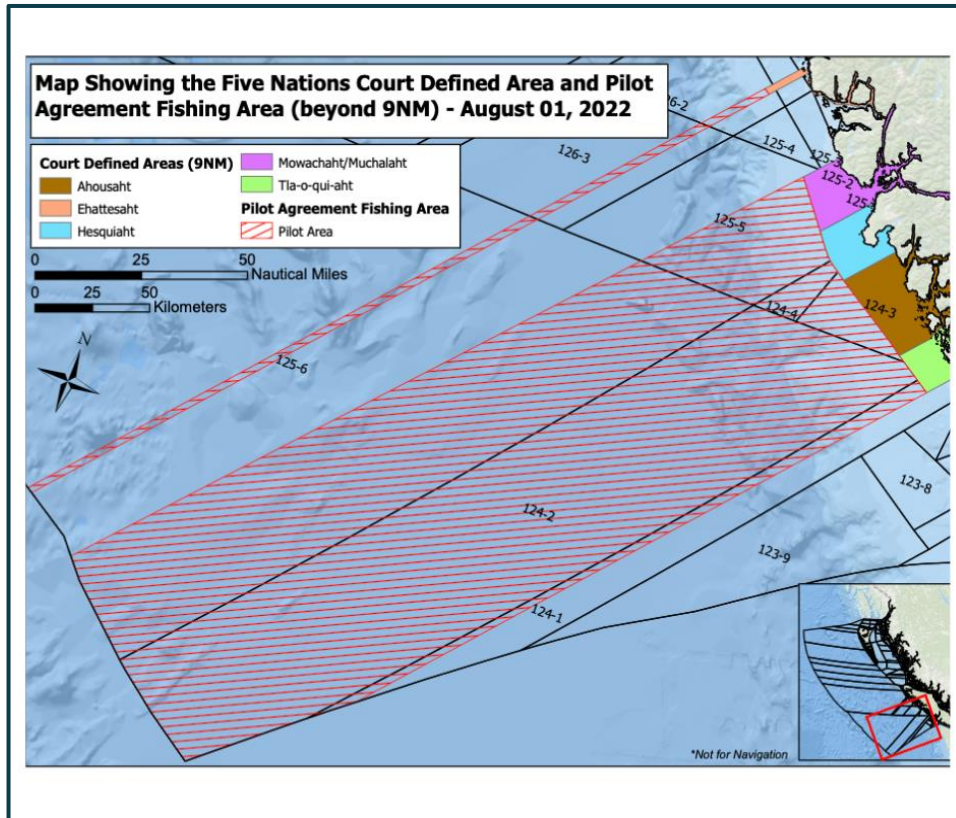 Map Showing the Five Nations Court Defined Area and Pilot
Agreement Fishing Area (beyond 9NM) - August 01, 2022
Court Defined Areas (9NM)
Ahousaht
Ehattesaht
Hesquiaht
Mowachaht/Muchalaht
Tla-o-qui-aht
Pilot Agreement Fishing Area
Pilot Area
0 25 50
Nautical Miles
0 25 50
Kilometers
N
126-3
125-4
125-2
125-5
124-4
124-3
125-6
124-2
123-8
123-9
124-1
*Not for Navigation